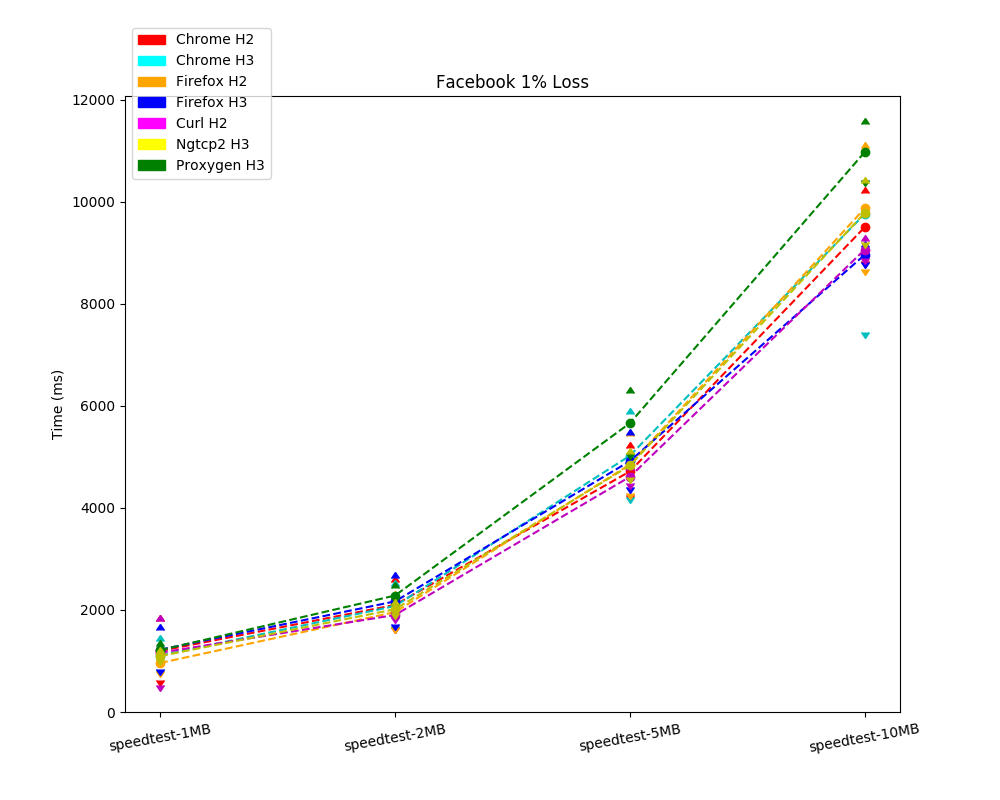 Chrome H2
Chrome H3
Firefox H2
Firefox H3
Curl H2
Ngtcp2 H3
Proxygen H3
Facebook 1% Loss
12000
10000
8000
6000
4000
2000
0
Time (ms)
speedtest-1MB
speedtest-2MB
speedtest-5MB
speedtest-10MB